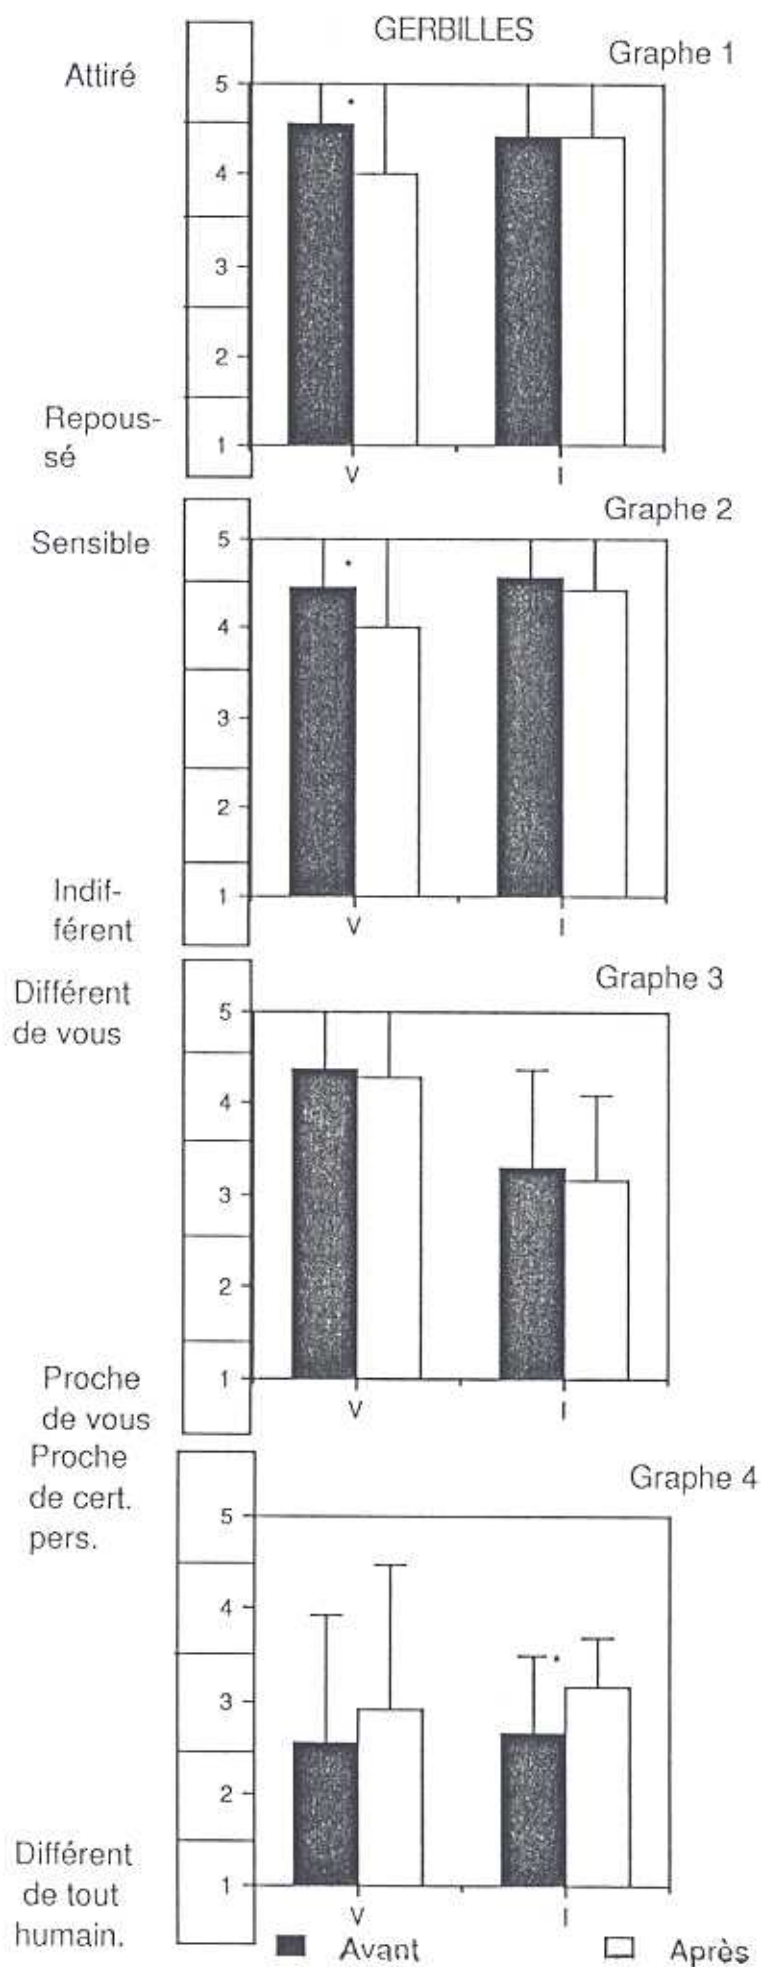 GERBILLES
Graphe 1
Attiré
5
4
3
2
Repous-
sé
1
V I
Graphe 2
Sensible
5
4
3
2
Indif-
férent
1
V I
Graphe 3
Différent
de vous
5
4
3
2
1
Proche
de vous
V I
Proche
de cert.
pers.
Graphe 4
5
4
3
2
1
Différent
de tout
humain.
V I
Avant Après